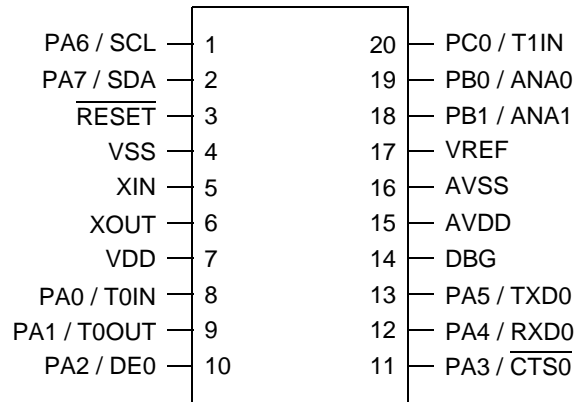 PA6 / SCL 1 20 PC0 / T1IN
PA7 / SDA 2 19 PB0 / ANA0
RESET 3 18 PB1 / ANA1
VSS 4 17 VREF
XIN 5 16 AVSS
XOUT 6 15 AVDD
VDD 7 14 DBG
PA0 / T0IN 8 13 PA5 / TXD0
PA1 / T0OUT 9 12 PA4 / RXD0
PA2 / DE0 10 11 PA3 / CTS0